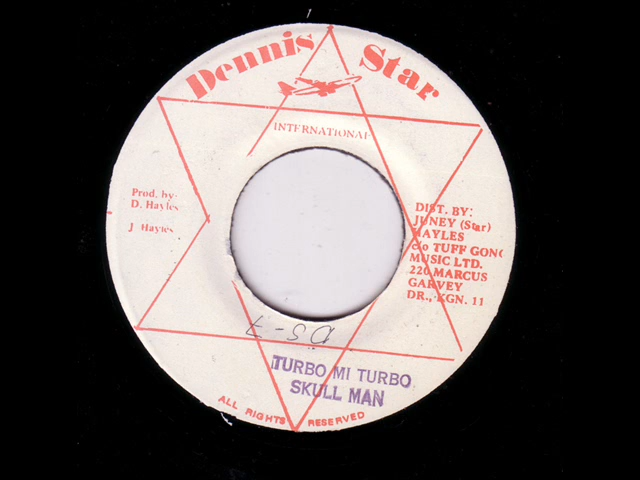 Dennis Star
INTERNATIONAL
Prod. by:
D. Hayles
J Hayles
DIST. BY:
JUNEY (Star)
HAYLES
c/o TUFF GONG
MUSIC LTD.
220 MARCUS
GARVEY
DR., KGN. 11
DS-7
TURBO MI TURBO
SKULL MAN
ALL RIGHTS RESERVED